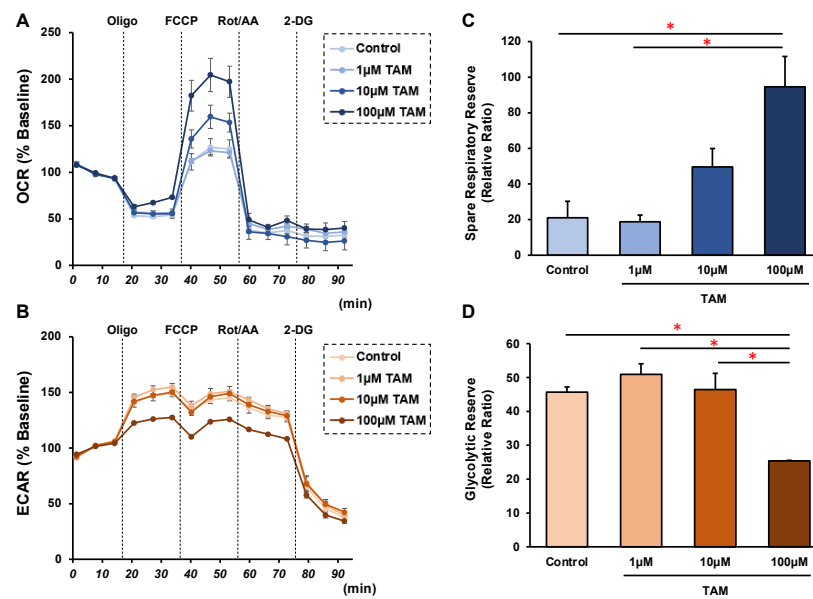 A
Oligo FCCP Rot/AA 2-DG
OCR (% Baseline)
250
200
150
100
50
0
0 10 20 30 40 50 60 70 80 90
(min)
Control
1μM TAM
10μM TAM
100μM TAM
B
Oligo FCCP Rot/AA 2-DG
ECAR (% Baseline)
200
150
100
50
0
0 10 20 30 40 50 60 70 80 90
(min)
Control
1μM TAM
10μM TAM
100μM TAM
C
Spare Respiratory Reserve
(Relative Ratio)
120
100
80
60
40
20
0
*
*
Control 1μM 10μM 100μM
TAM
D
Glycolytic Reserve
(Relative Ratio)
60
50
40
30
20
10
0
*
*
*
Control 1μM 10μM 100μM
TAM